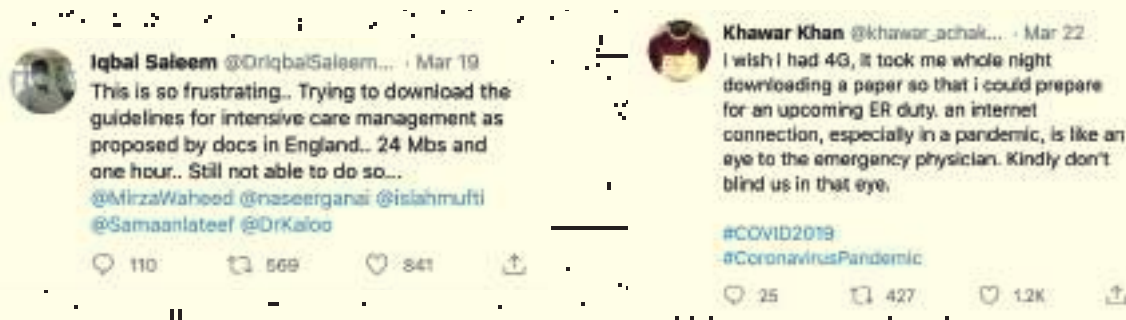 Iqbal Saleem @DrIqbalSaleem... · Mar 19
This is so frustrating.. Trying to download the
guidelines for intensive care management as
proposed by docs in England.. 24 Mbs and
one hour.. Still not able to do so...
@MirzaWaheed @naseerganai @islahmufti
@Samaanlateef @DrKaloo
110 569 841
Khawar Khan @khawar_achak... · Mar 22
I wish i had 4G, it took me whole night
downloading a paper so that i could prepare
for an upcoming ER duty. an internet
connection, especially in a pandemic, is like an
eye to the emergency physician. Kindly don't
blind us in that eye.
#COVID2019
#CoronavirusPandemic
25 427 1.2K